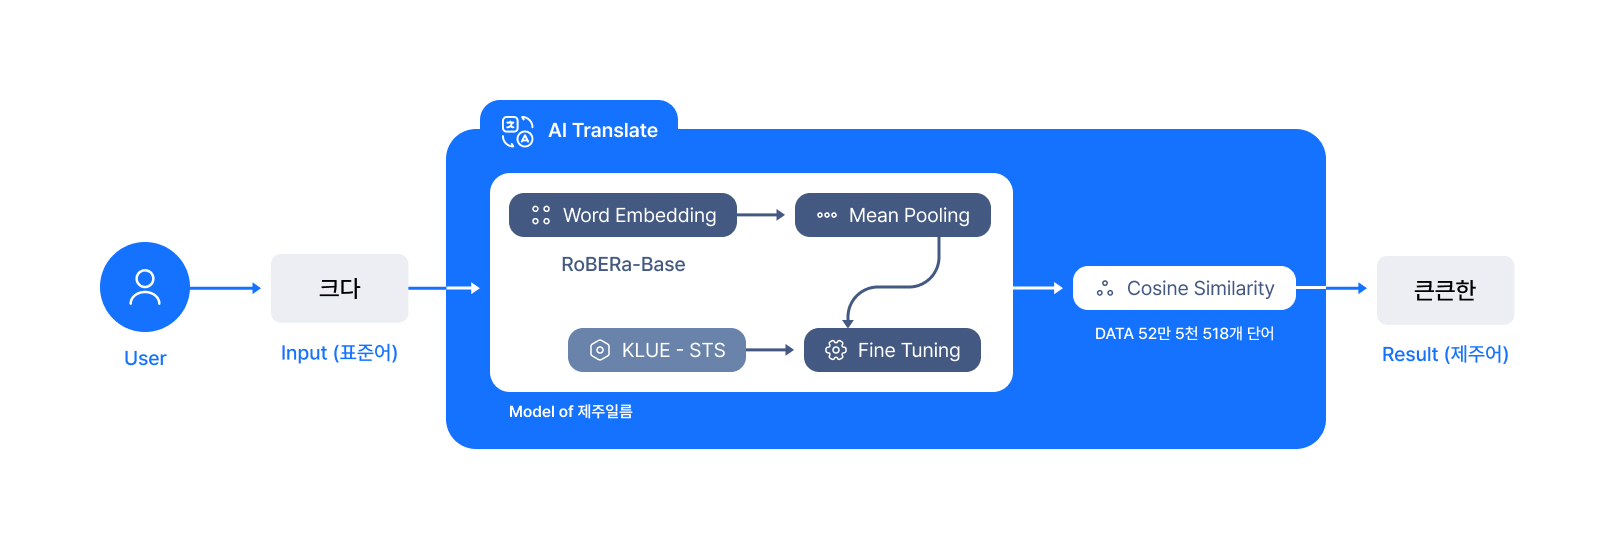 AI Translate
Word Embedding
Mean Pooling
RoBERa-Base
크다
큰큰한
Cosine Similarity
DATA 52만 5천 518개 단어
User
Input (표준어)
Result (제주어)
KLUE - STS
Fine Tuning
Model of 제주일름